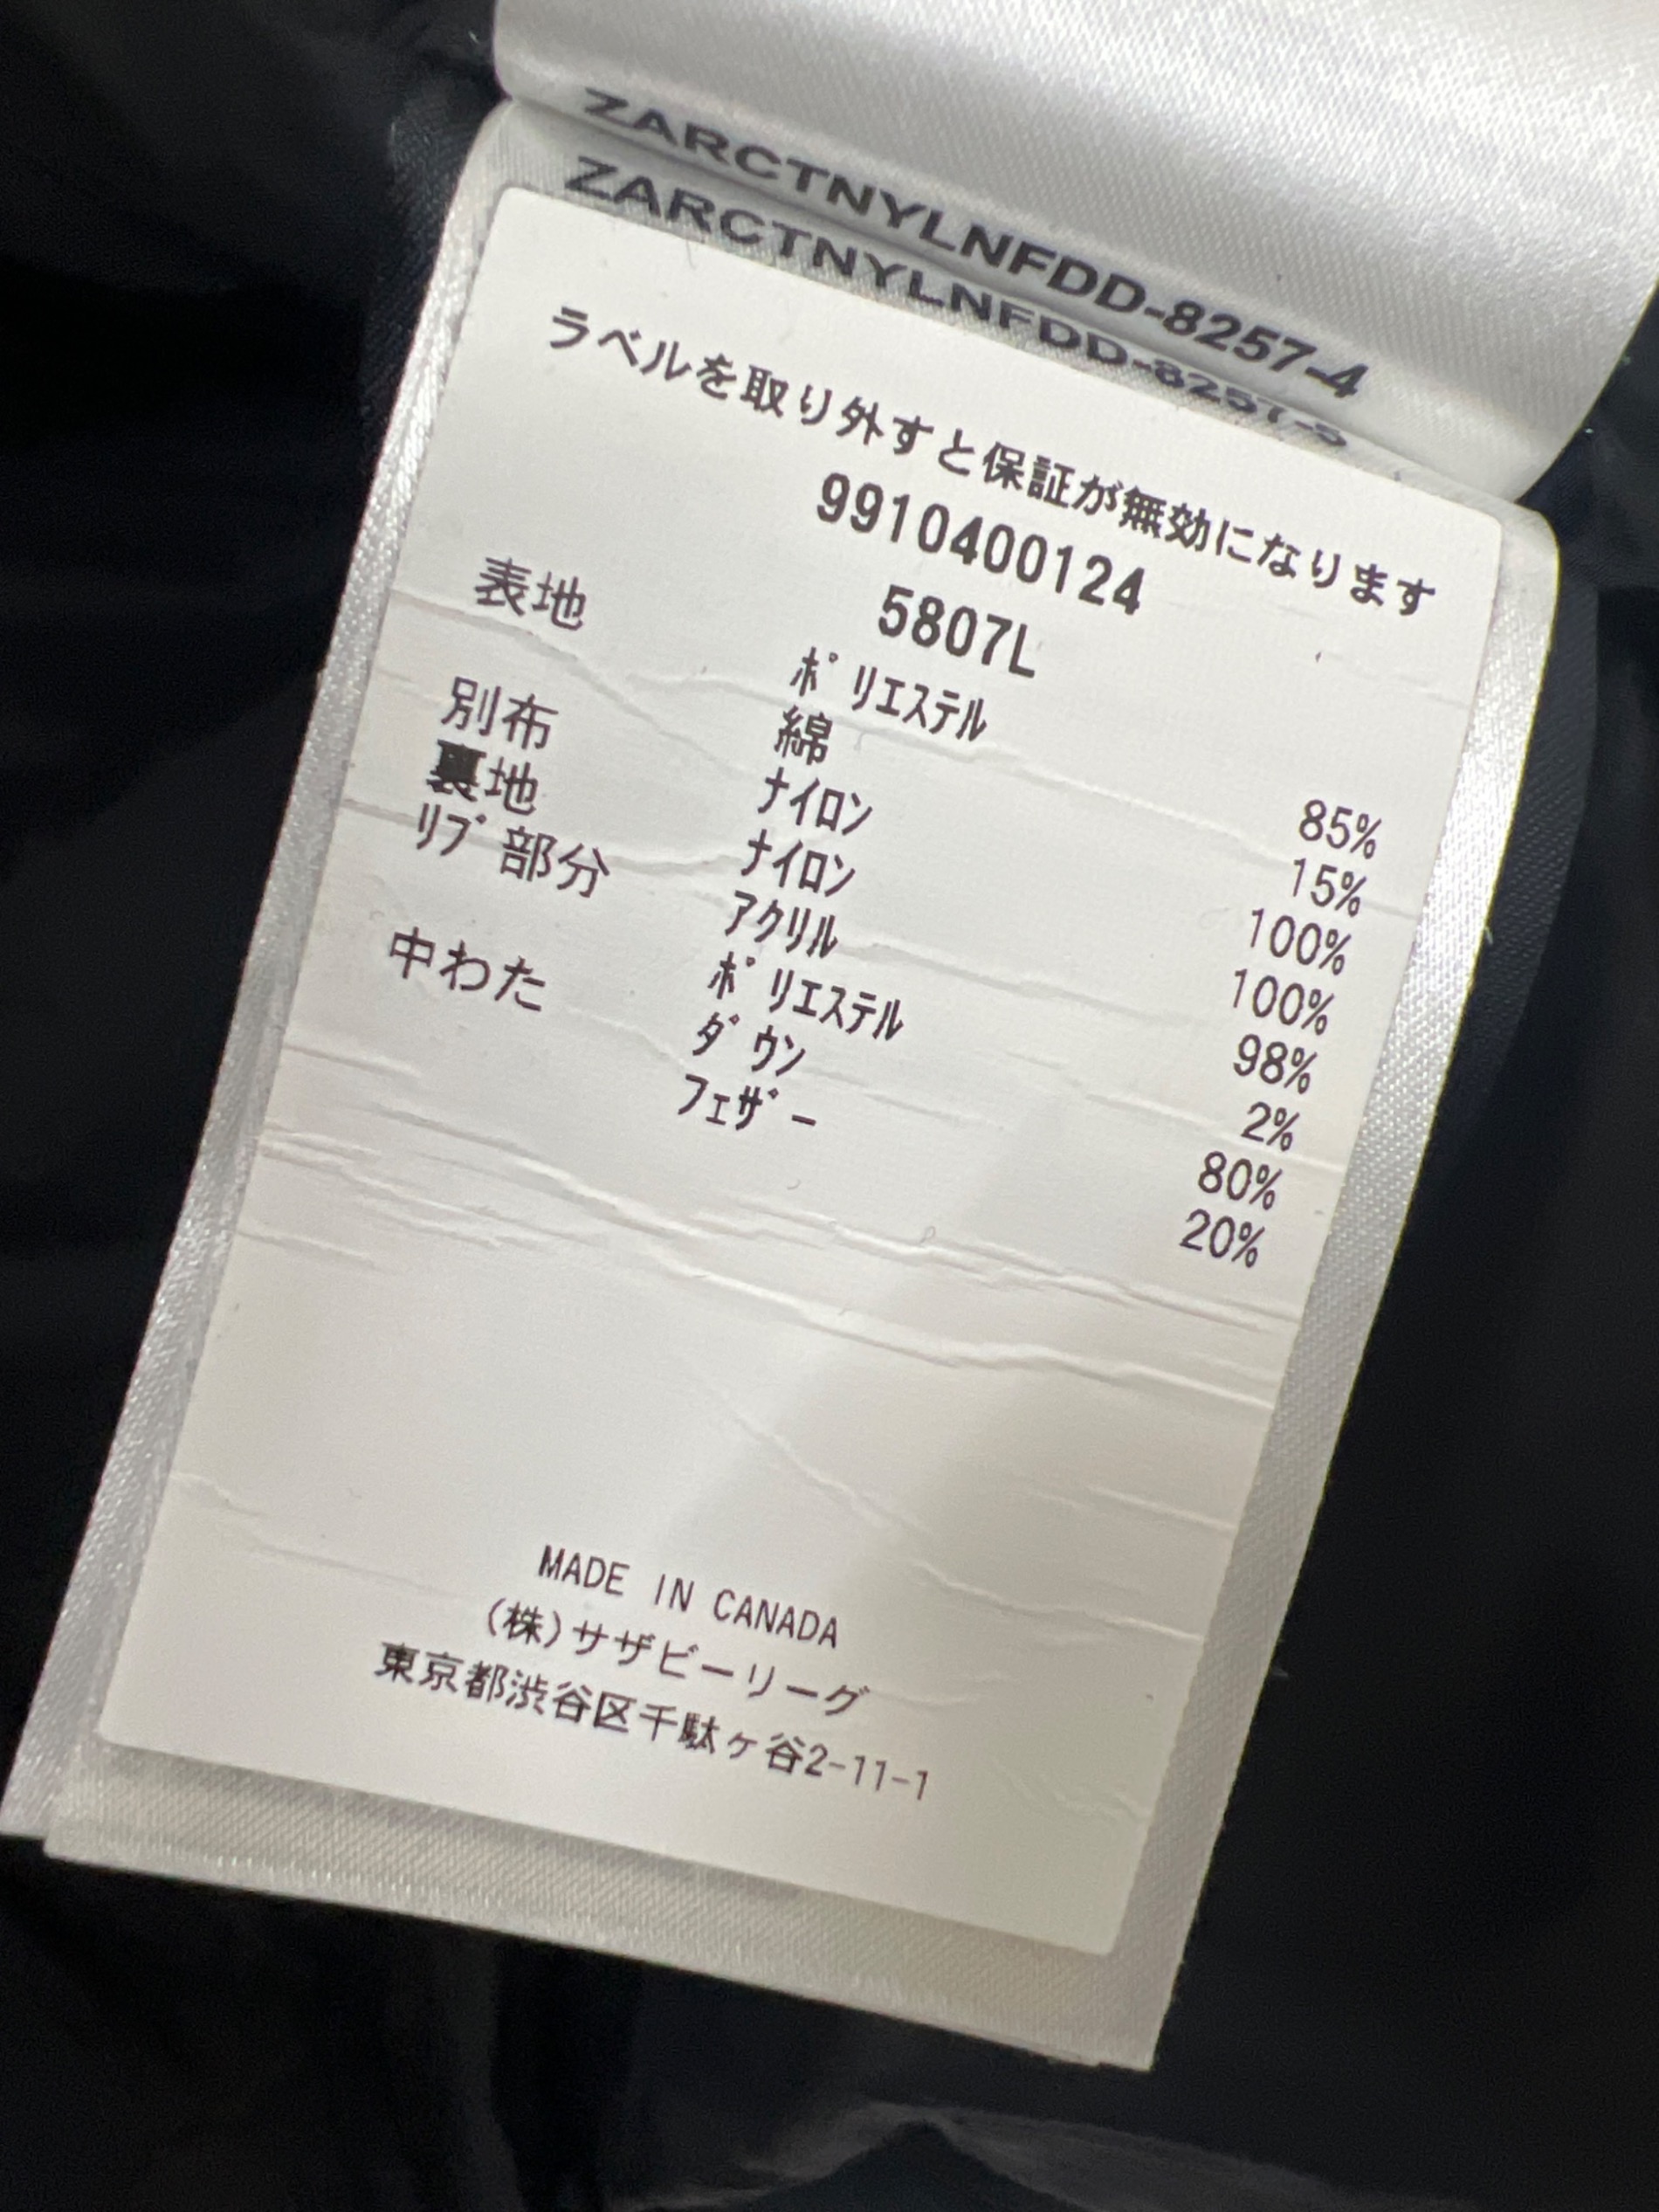 ZARCTNYLNFDD-8257-4
ZARCTNYLNFDD-8257-5
ラベルを取り外すと保証が無効になります
9910400124
5807L
表地 ﾎﾟﾘｴｽﾃﾙ 85%
綿 15%
別布 ﾅｲﾛﾝ 100%
裏地 ﾅｲﾛﾝ 100%
ﾘﾌﾞ部分 ｱｸﾘﾙ 98%
ﾎﾟﾘｴｽﾃﾙ 2%
中わた ﾀﾞｳﾝ 80%
ﾌｪｻﾞｰ 20%
MADE IN CANADA
(株)サザビーリーグ
東京都渋谷区千駄ヶ谷2-11-1